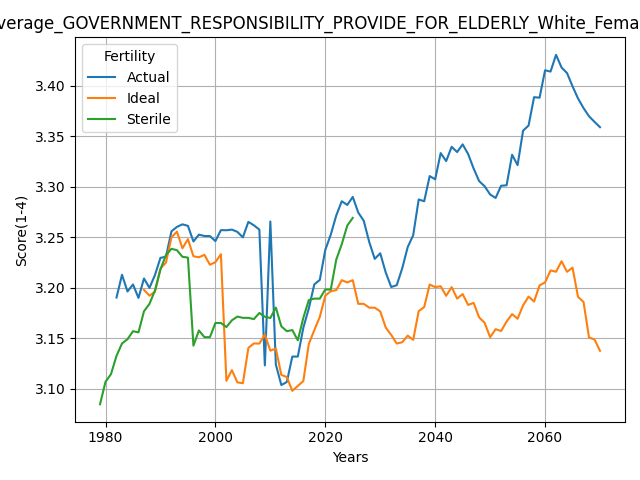 verage_GOVERNMENT_RESPONSIBILITY_PROVIDE_FOR_ELDERLY_White_Fema
Fertility
Actual
Ideal
Sterile
3.40
3.35
3.30
3.25
3.20
3.15
3.10
Score(1-4)
1980 2000 2020 2040 2060
Years